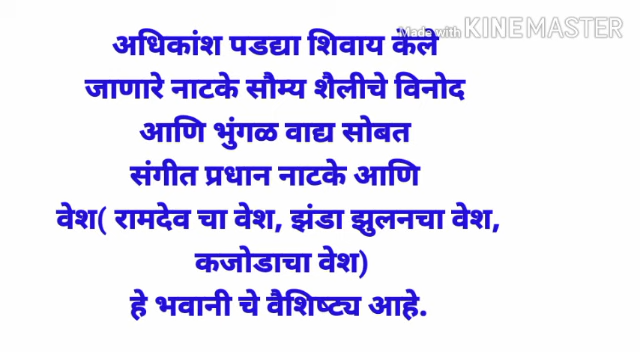 Made with KINEMASTER
अधिकांश पडद्या शिवाय केले
जाणारे नाटके सौम्य शैलीचे विनोद
आणि भुंगळ वाद्य सोबत
संगीत प्रधान नाटके आणि
वेश( रामदेव चा वेश, झंडा झुलनचा वेश,
कजोडाचा वेश)
हे भवानी चे वैशिष्ट्य आहे.